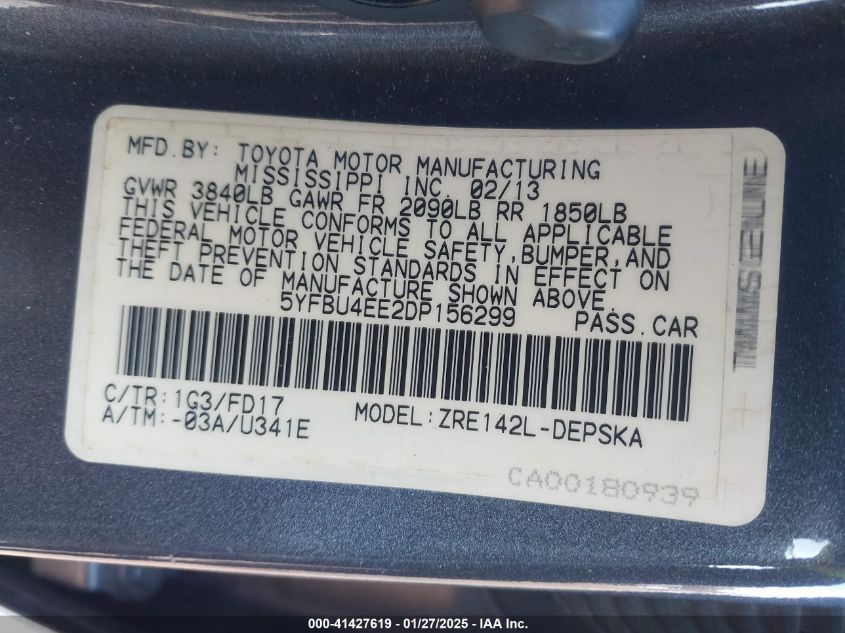 MFD.BY: TOYOTA MOTOR MANUFACTURING
MISSISSIPPI INC. 02/13
GVWR 3840LB GAWR FR 2090LB RR 1850LB
THIS VEHICLE CONFORMS TO ALL APPLICABLE
FEDERAL MOTOR VEHICLE SAFETY, BUMPER, AND
THEFT PREVENTION STANDARDS IN EFFECT ON
THE DATE OF MANUFACTURE SHOWN ABOVE.
5YFBU4EE2DP156299 PASS.CAR
C/TR:1G3/FD17
A/TM:-03A/U341E MODEL:ZRE142L-DEPSKA
CA00180939
000-41427619 | 01/27/2025 - IAA Inc.